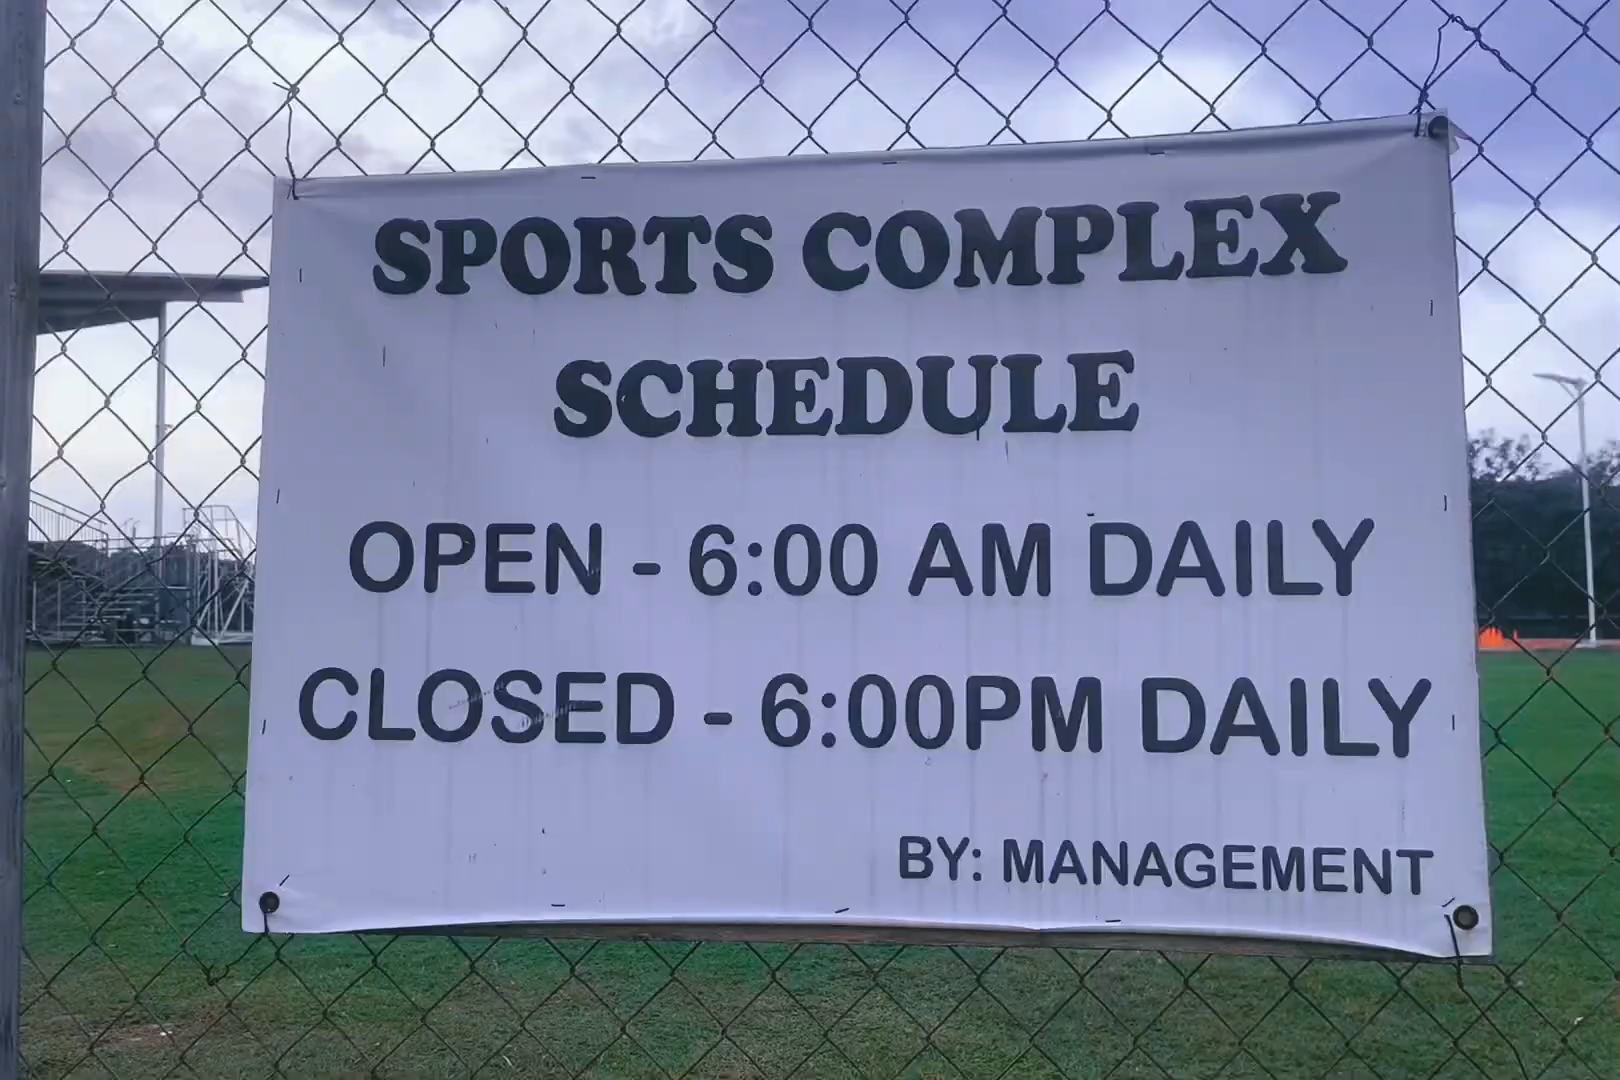 SPORTS COMPLEX
SCHEDULE
OPEN - 6:00 AM DAILY
CLOSED - 6:00PM DAILY
BY: MANAGEMENT